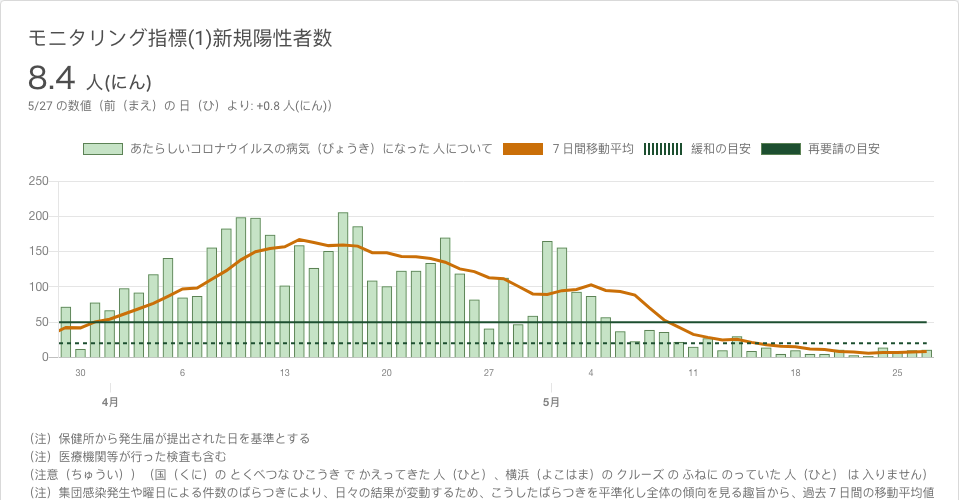 モニタリング指標(1)新規陽性者数
8.4 人(にん)
5/27 の数値（前（まえ）の 日（ひ）より: +0.8 人(にん)）
あたらしいコロナウイルスの病気（びょうき）になった 人について 7 日間移動平均 緩和の目安 再要請の目安
250
200
150
100
50
0
30 6 13 20 27 4 11 18 25
4月 5月
（注）保健所から発生届が提出された日を基準とする
（注）医療機関等が行った検査も含む
（注意（ちゅうい））（国（くに）の とくべつな ひこうき で かえってきた 人（ひと）、横浜（よこはま）の クルーズ の ふねに のっていた 人（ひと） は 入りません）
（注）集団感染発生や曜日による件数のばらつきにより、日々の結果が変動するため、こうしたばらつきを平準化し全体の傾向を見る趣旨から、過去７日間の移動平均値